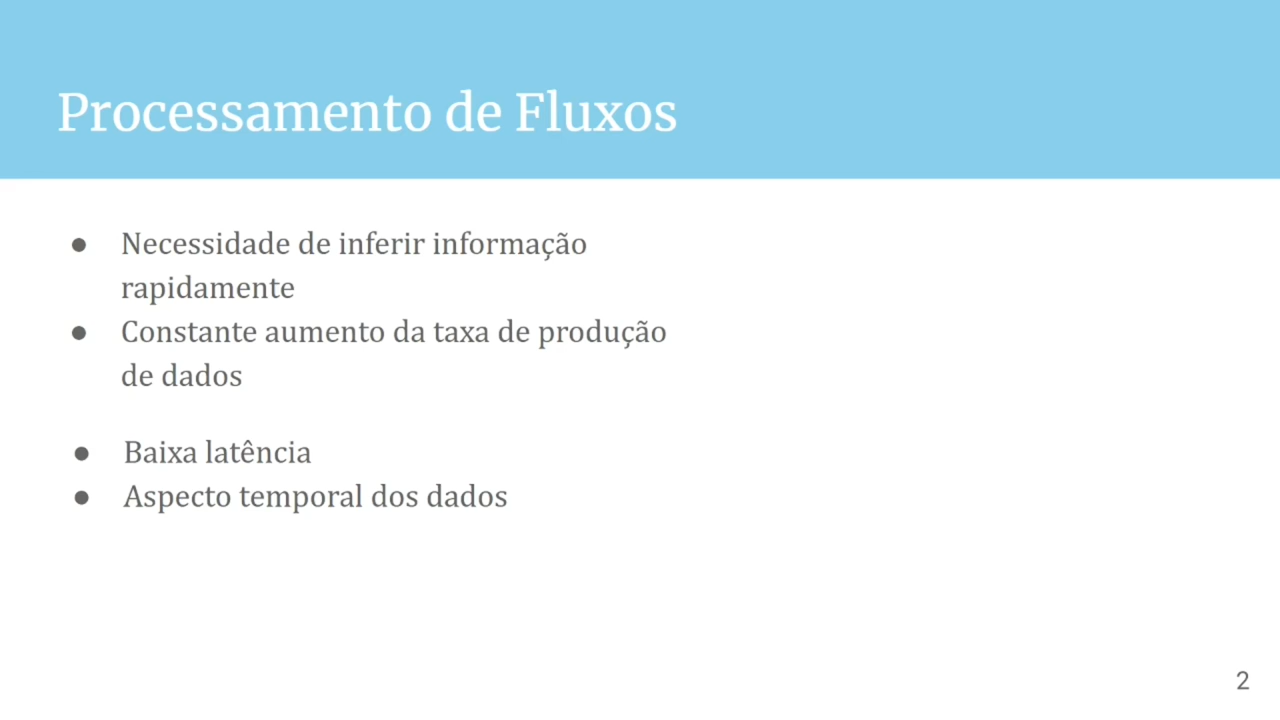 Processamento de Fluxos
● Necessidade de inferir informação
rapidamente
● Constante aumento da taxa de produção
de dados
● Baixa latência
● Aspecto temporal dos dados
2